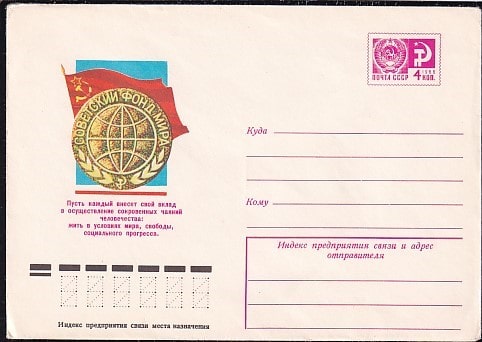 СОВЕТСКИЙ ФОНД МИРА
Пусть каждый внесет свой вклад
в осуществление сокровенных чаяний
человечества:
жить в условиях мира, свободы,
социального прогресса.
ПОЧТА СССР
1966
4 КОП.
Куда
Кому
Индекс предприятия связи и адрес
отправителя
Индекс предприятия связи места назначения